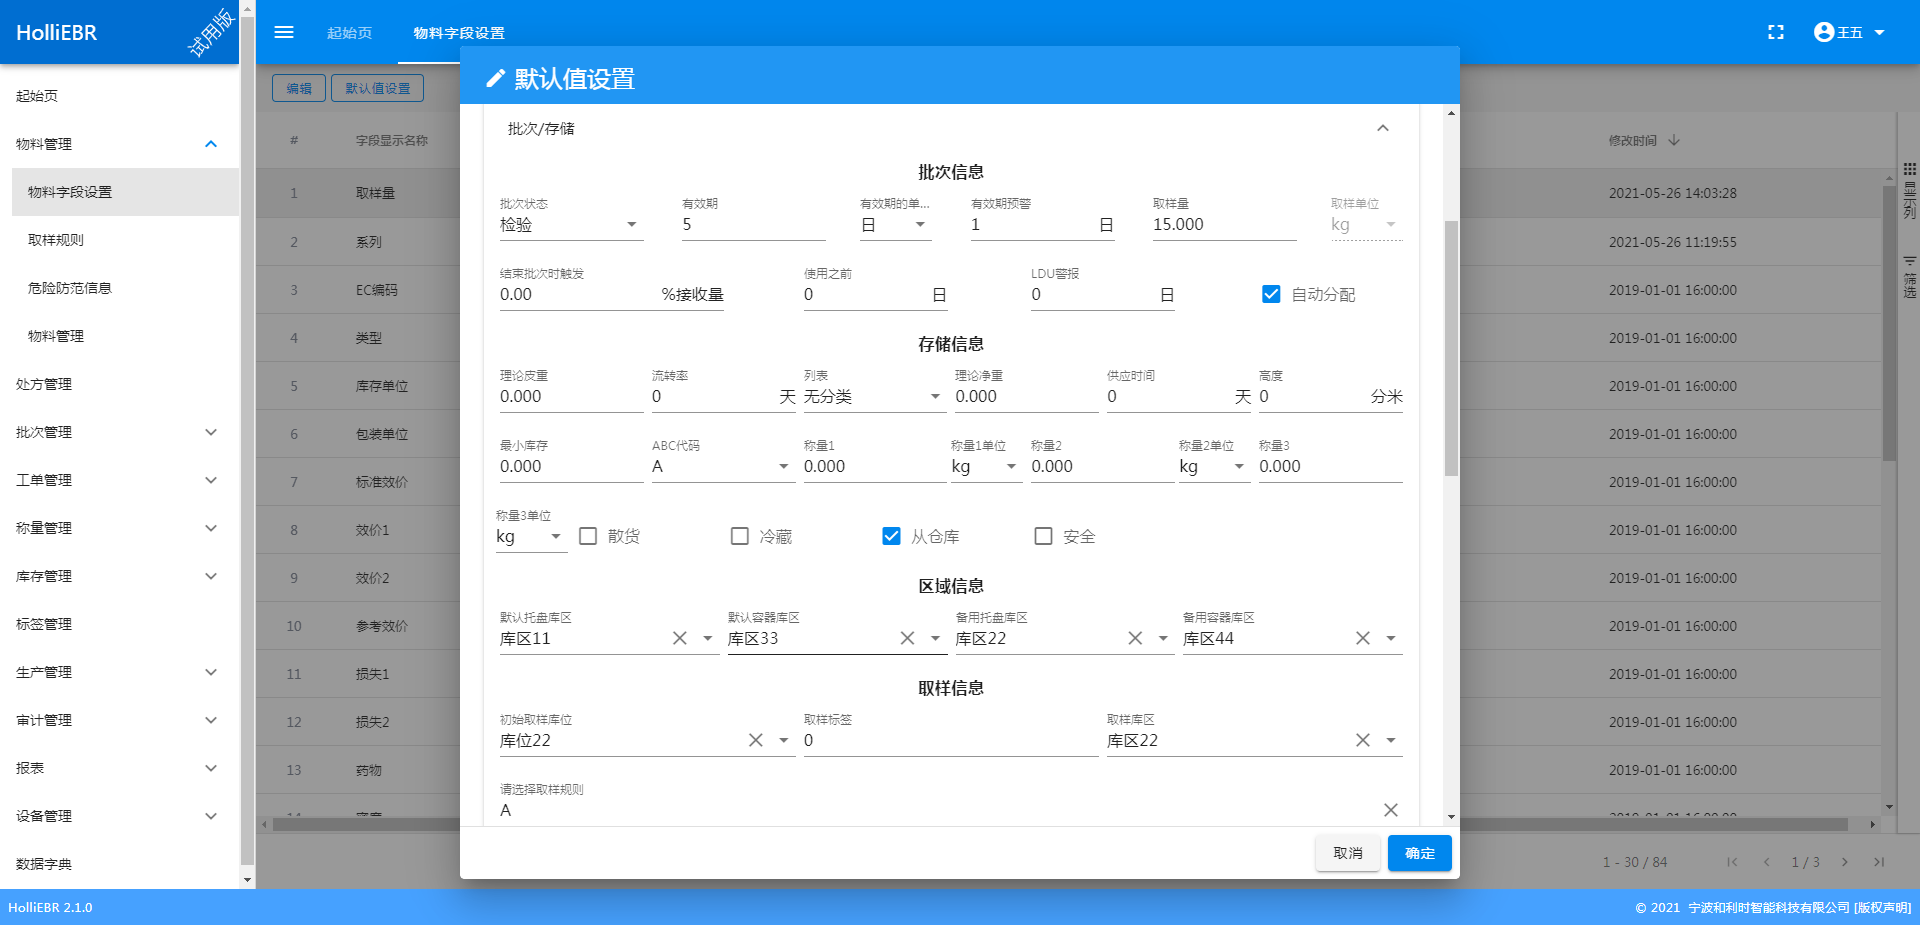 HolliEBR 试用版
起始页 物料字段设置
王五
起始页
物料管理
物料字段设置
取样规则
危险防范信息
物料管理
处方管理
批次管理
工单管理
称量管理
库存管理
标签管理
生产管理
审计管理
报表
设备管理
数据字典
编辑 默认值设置
# 字段显示名称 修改时间
1 取样量 2021-05-26 14:03:28
2 系列 2021-05-26 11:19:55
3 EC编码 2019-01-01 16:00:00
4 类型 2019-01-01 16:00:00
5 库存单位 2019-01-01 16:00:00
6 包装单位 2019-01-01 16:00:00
7 标准效价 2019-01-01 16:00:00
8 效价1 2019-01-01 16:00:00
9 效价2 2019-01-01 16:00:00
10 参考效价 2019-01-01 16:00:00
11 损失1 2019-01-01 16:00:00
12 损失2 2019-01-01 16:00:00
13 药物 2019-01-01 16:00:00
显示列
筛选
默认值设置
批次/存储
批次信息
批次状态 有效期 有效期的单... 有效期预警 取样量 取样单位
检验 5 日 1 日 15.000 kg
结束批次时触发 使用之前 LDU警报
0.00 %接收量 0 日 0 日 自动分配
存储信息
理论皮重 流转率 列表 理论净重 供应时间 高度
0.000 0 天 无分类 0.000 0 天 0 分米
最小库存 ABC代码 称量1 称量1单位 称量2 称量2单位 称量3
0.000 A 0.000 kg 0.000 kg 0.000
称量3单位
kg 散货 冷藏 从仓库 安全
区域信息
默认托盘库区 默认容器库区 备用托盘库区 备用容器库区
库区11 库区33 库区22 库区44
取样信息
初始取样库位 取样标签 取样库区
库位22 0 库区22
请选择取样规则
A
取消 确定
1 - 30 / 84 1 / 3
HolliEBR 2.1.0 © 2021 宁波和利时智能科技有限公司 [版权声明]